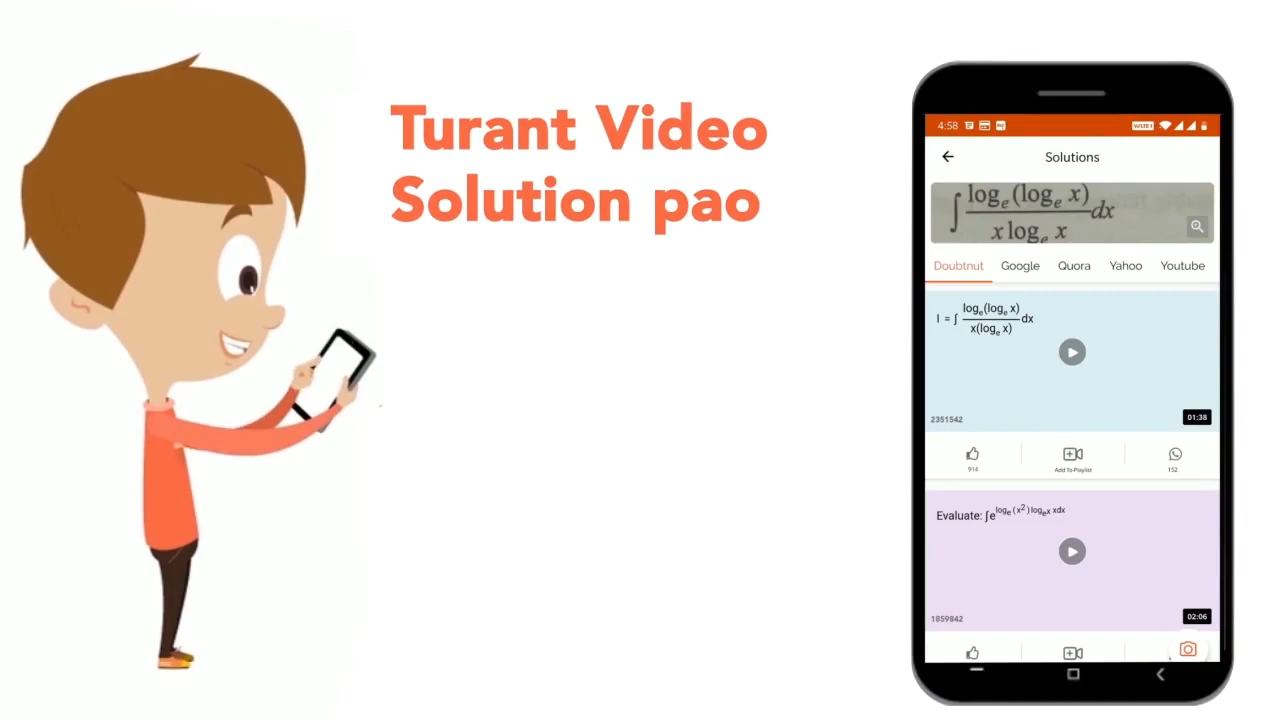 Turant Video
Solution pao
4:58
VoLTE1
Solutions
∫ logₑ(logₑ x) / x logₑ x dx
Doubtnut Google Quora Yahoo Youtube
I = ∫ logₑ(logₑ x) / x(logₑ x) dx
2351542 01:38
914 Add To Playlist 152
Evaluate: ∫e^logₑ(x²)logₑx xdx
1859842 02:06